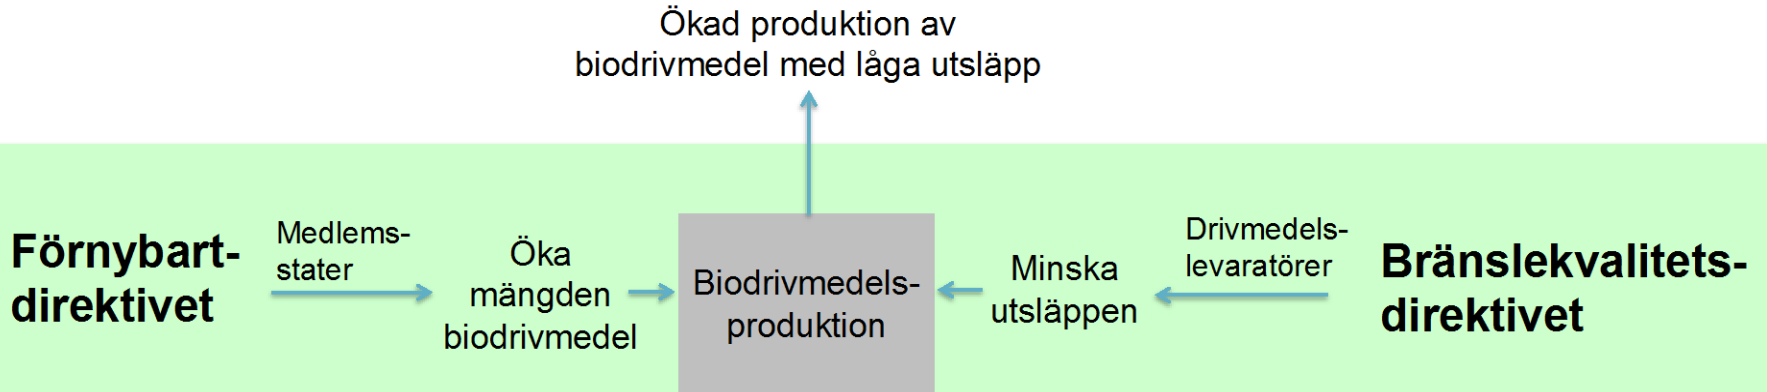 Ökad produktion av
biodrivmedel med låga utsläpp
Förnybart-
direktivet
Medlems-
stater
Öka
mängden
biodrivmedel
Biodrivmedels-
produktion
Minska
utsläppen
Drivmedels-
levaratörer
Bränslekvalitets-
direktivet